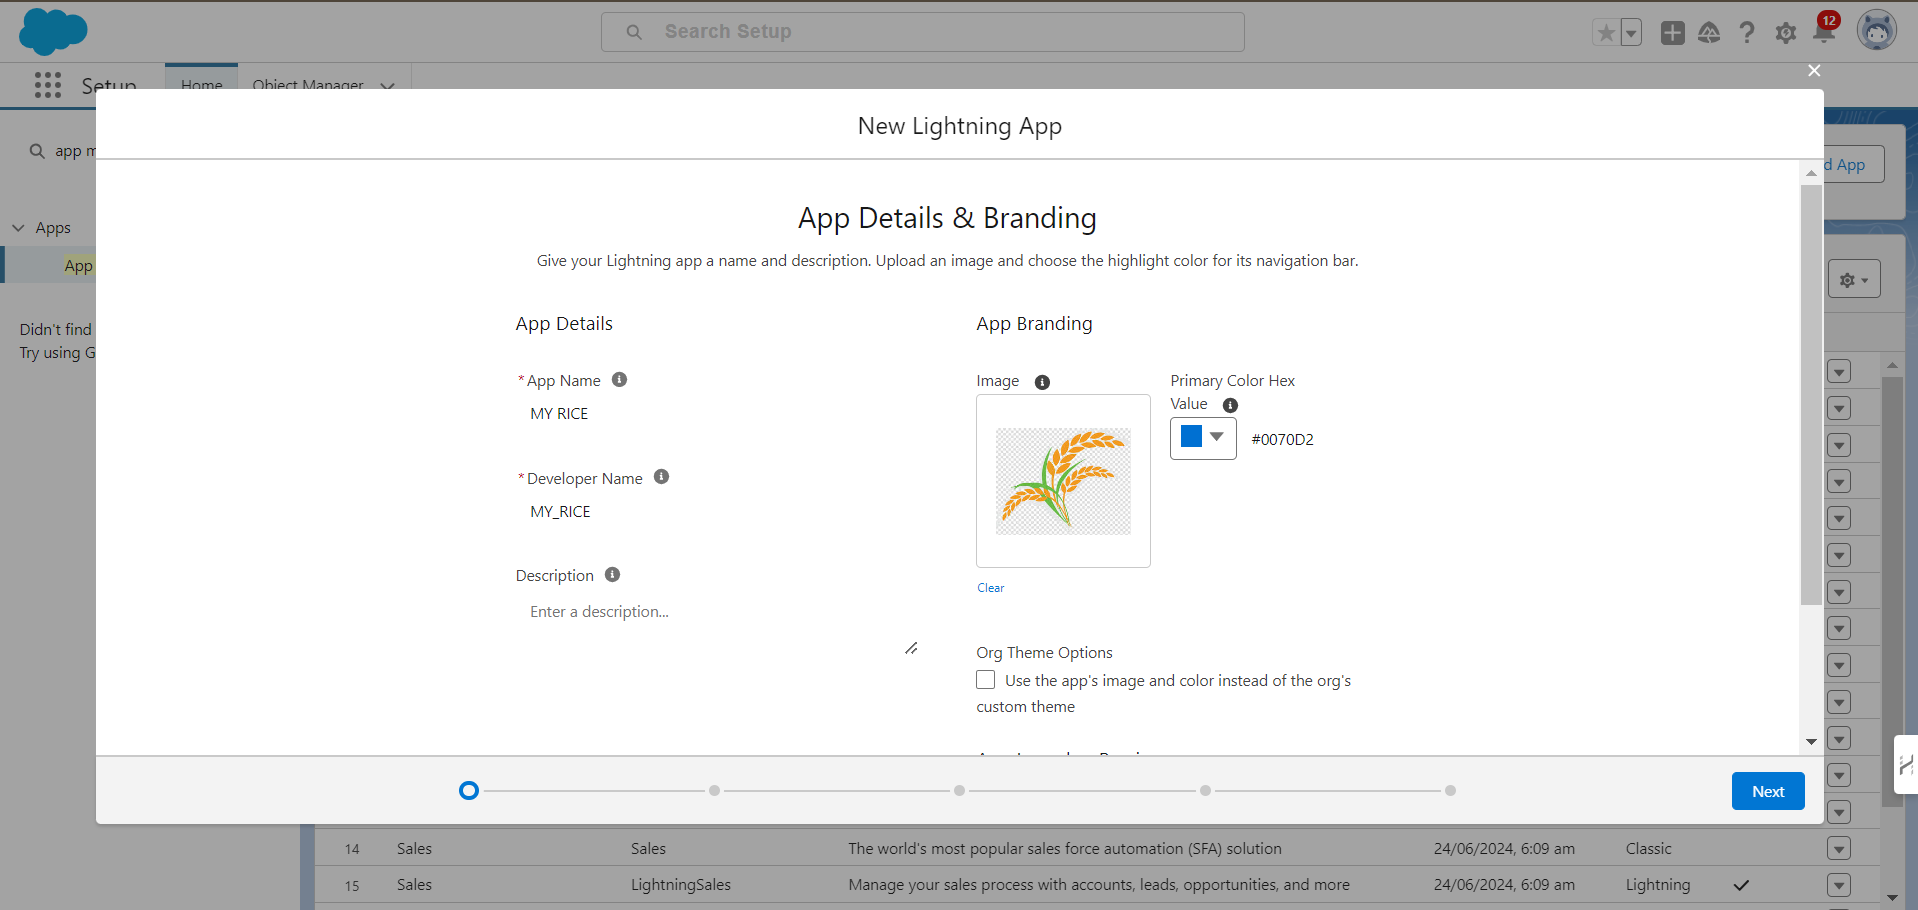 Search Setup
12
Setup
Home
Object Manager
New Lightning App
app m
d App
App Details & Branding
Apps
Give your Lightning app a name and description. Upload an image and choose the highlight color for its navigation bar.
App
Didn't find
Try using G
App Details
App Branding
*App Name
Image
Primary Color Hex
Value
MY RICE
#0070D2
*Developer Name
MY_RICE
Description
Enter a description...
Clear
Org Theme Options
Use the app's image and color instead of the org's
custom theme
Next
14 Sales Sales The world's most popular sales force automation (SFA) solution 24/06/2024, 6:09 am Classic
15 Sales LightningSales Manage your sales process with accounts, leads, opportunities, and more 24/06/2024, 6:09 am Lightning